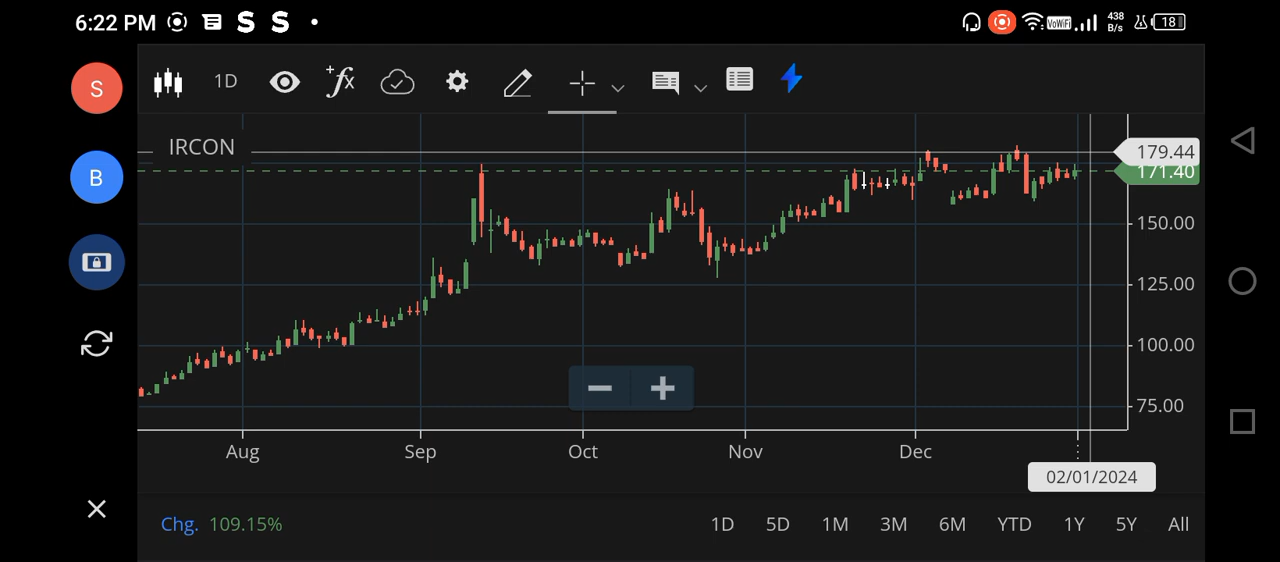 6:22 PM S S 438 B/s VoWiFi 18
S
1D +fx
B
IRCON
179.44
171.40
150.00
125.00
100.00
75.00
Aug Sep Oct Nov Dec
02/01/2024
Chg. 109.15% 1D 5D 1M 3M 6M YTD 1Y 5Y All